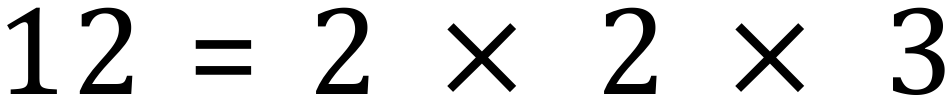 12 = 2 × 2 × 3